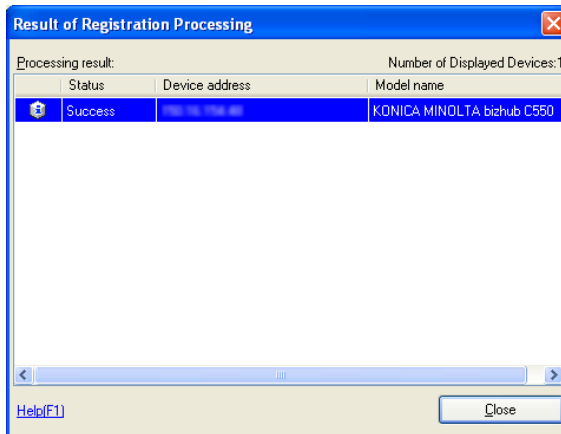 Result of Registration Processing
Processing result: Number of Displayed Devices:1
Status Device address Model name
Success KONICA MINOLTA bizhub C550
Help(F1) Close